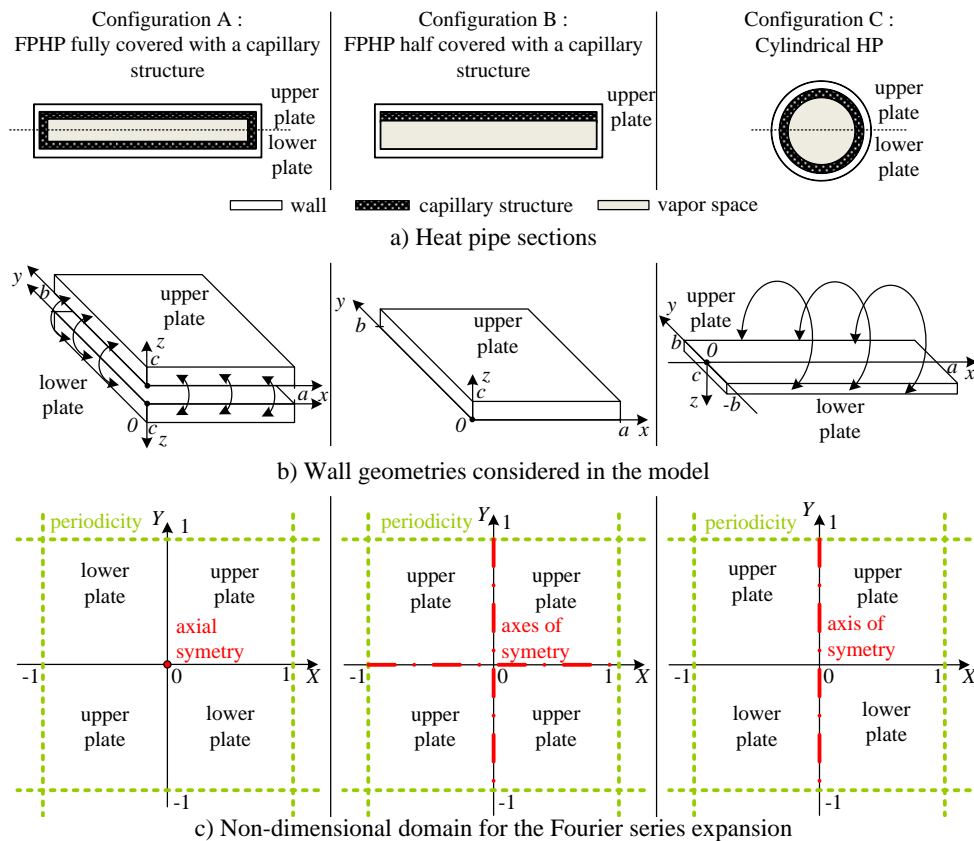 Configuration A :
FPHP fully covered with a capillary
structure
upper
plate
lower
plate
Configuration B :
FPHP half covered with a capillary
structure
upper
plate
Configuration C :
Cylindrical HP
upper
plate
lower
plate
wall
capillary structure
vapor space
a) Heat pipe sections
y
b
upper
plate
z
c
lower
plate
a
x
0
c
z
y
b
upper
plate
z
c
0
a
x
y
upper
plate
b
0
a
x
c
z
-b
lower
plate
b) Wall geometries considered in the model
periodicity
Y
1
lower
plate
upper
plate
axial
symetry
-1
0
1
X
upper
plate
lower
plate
-1
periodicity
Y
1
upper
plate
upper
plate
axes of
symetry
-1
0
1
X
upper
plate
upper
plate
-1
periodicity
Y
1
upper
plate
upper
plate
axis of
symetry
-1
0
1
X
lower
plate
lower
plate
-1
c) Non-dimensional domain for the Fourier series expansion